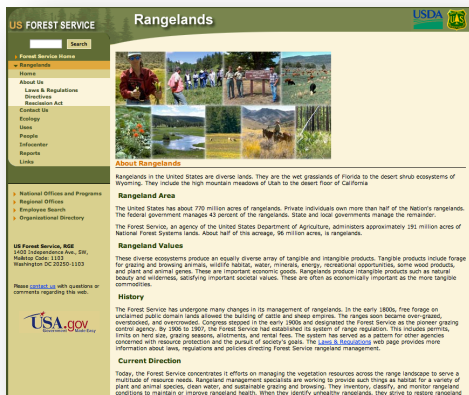 US FOREST SERVICE
Rangelands
USDA
Search
Forest Service Home
Rangelands
Home
About Us
Laws & Regulations
Directives
Rescission Act
Contact Us
Ecology
Uses
People
Infocenter
Reports
Links
National Offices and Programs
Regional Offices
Employee Search
Organizational Directory
US Forest Service, RGE
1400 Independence Ave., SW,
Mailstop Code: 1103
Washington DC 20250-1103
Please contact us with questions or
comments regarding this web.
USA.gov
Government Made Easy
About Rangelands
Rangelands in the United States are diverse lands. They are the wet grasslands of Florida to the desert shrub ecosystems of
Wyoming. They include the high mountain meadows of Utah to the desert floor of California
Rangeland Area
The United States has about 770 million acres of rangelands. Private individuals own more than half of the Nation's rangelands.
The federal government manages 43 percent of the rangelands. State and local governments manage the remainder.
The Forest Service, an agency of the United States Department of Agriculture, administers approximately 191 million acres of
National Forest Systems lands. About half of this acreage, 96 million acres, is rangelands.
Rangeland Values
These diverse ecosystems produce an equally diverse array of tangible and intangible products. Tangible products include forage
for grazing and browsing animals, wildlife habitat, water, minerals, energy, recreational opportunities, some wood products,
and plant and animal genes. These are important economic goods. Rangelands produce intangible products such as natural
beauty and wilderness, satisfying important societal values. These are often as economically important as the more tangible
commodities.
History
The Forest Service has undergone many changes in its management of rangelands. In the early 1800s, free forage on
unclaimed public domain lands allowed the building of cattle and sheep empires. The ranges soon became over-grazed,
overstocked, and overcrowded. Congress stepped in the early 1900s and designated the Forest Service as the pioneer grazing
control agency. By 1906 to 1907, the Forest Service had established its system of range regulation. This includes permits,
limits on herd size, grazing seasons, allotments, and rental fees. The system has served as a pattern for other agencies
concerned with resource protection and the pursuit of society's goals. The Laws & Regulations web page provides more
information about laws, regulations and policies directing Forest Service rangeland management.
Current Direction
Today, the Forest Service concentrates it efforts on managing the vegetation resources across the range landscape to serve a
multitude of resource needs. Rangeland management specialists are working to provide such things as habitat for a variety of
plant and animal species, clean water, and sustainable grazing and browsing. They inventory, classify, and monitor rangeland
conditions to maintain or improve rangeland health. When they identify unhealthy rangelands, they strive to restore rangeland